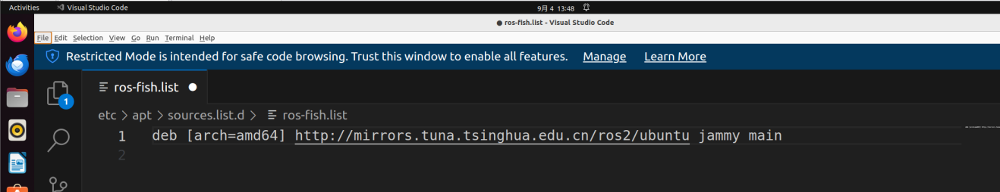 Activities Visual Studio Code 9月 4 13:48
ros-fish.list - Visual Studio Code
File Edit Selection View Go Run Terminal Help
Restricted Mode is intended for safe code browsing. Trust this window to enable all features. Manage Learn More
ros-fish.list
1
etc > apt > sources.list.d > ros-fish.list
1 deb [arch=amd64] http://mirrors.tuna.tsinghua.edu.cn/ros2/ubuntu jammy main
2